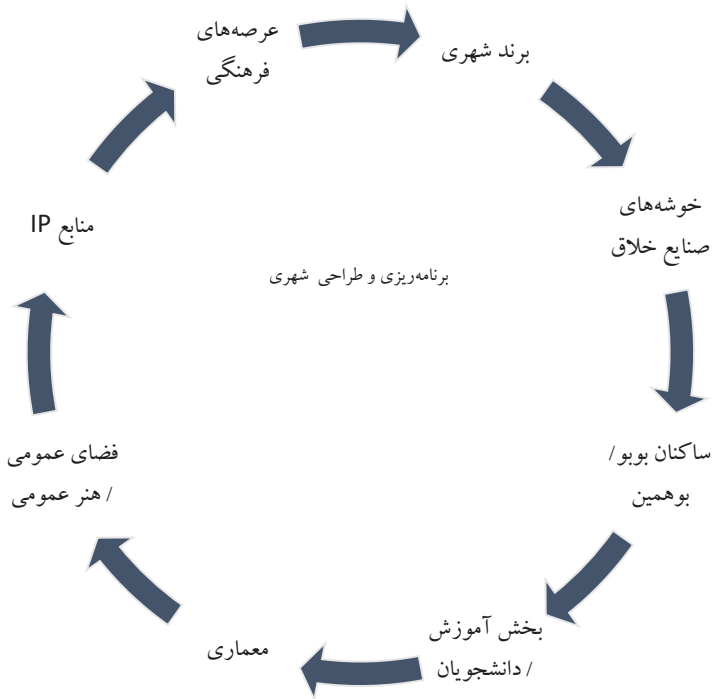 عرصه‌های
فرهنگی
برند شهری
خوشه‌های
صنایع خلاق
ساکنان بوبو/
بوهمین
بخش آموزش
/ دانشجویان
معماری
فضای عمومی
/ هنر عمومی
منابع IP
برنامه‌ریزی و طراحی شهری